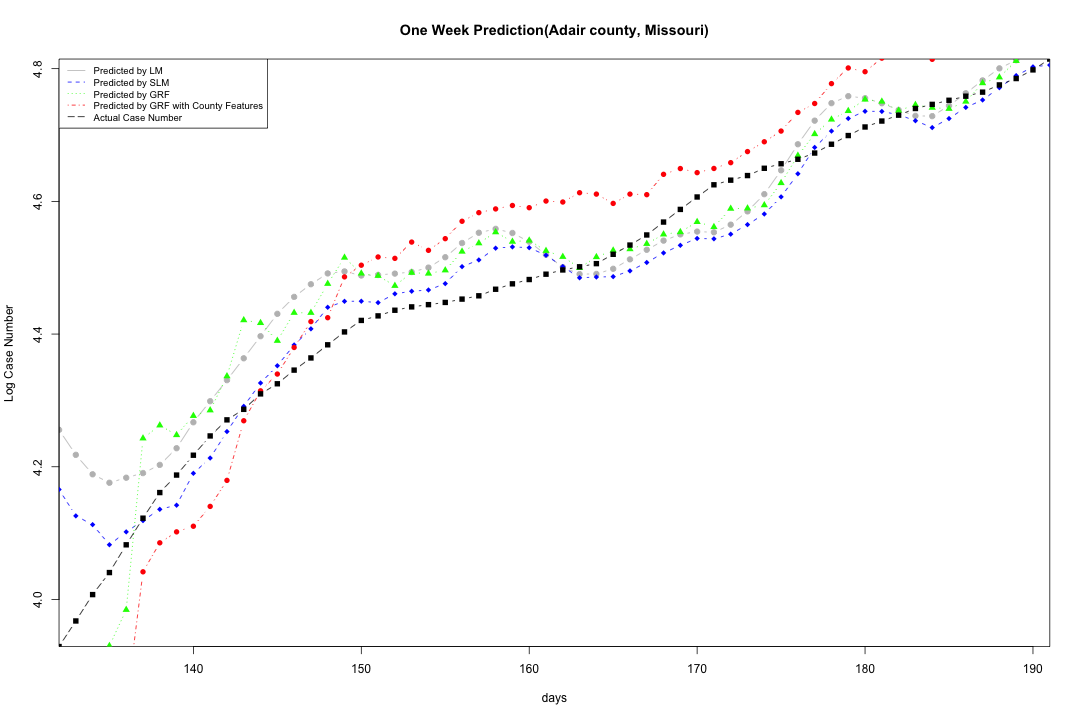 One Week Prediction(Adair county, Missouri)
Predicted by LM
Predicted by SLM
Predicted by GRF
Predicted by GRF with County Features
Actual Case Number
Log Case Number
4.8
4.6
4.4
4.2
4.0
140 150 160 170 180 190
days